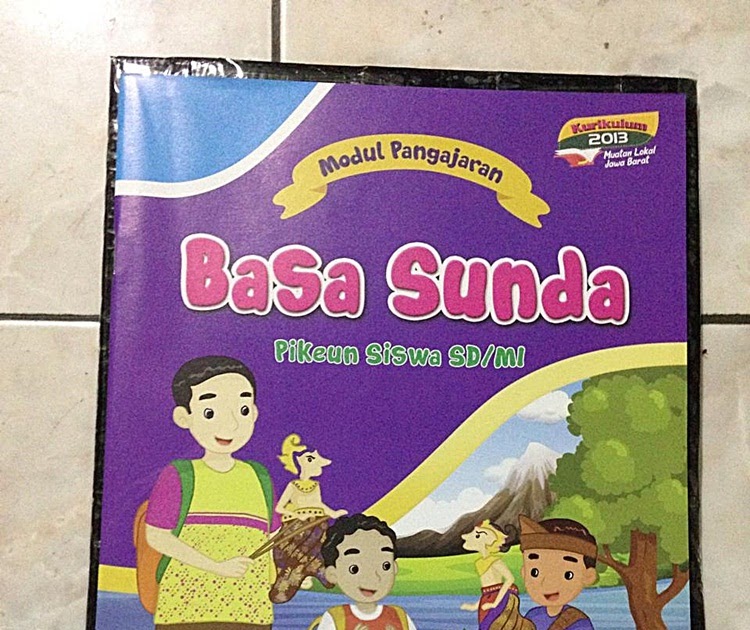 Modul Pangajaran
Kurikulum
2013
Muatan Lokal
Jawa Barat
Basa Sunda
Pikeun Siswa SD/MI